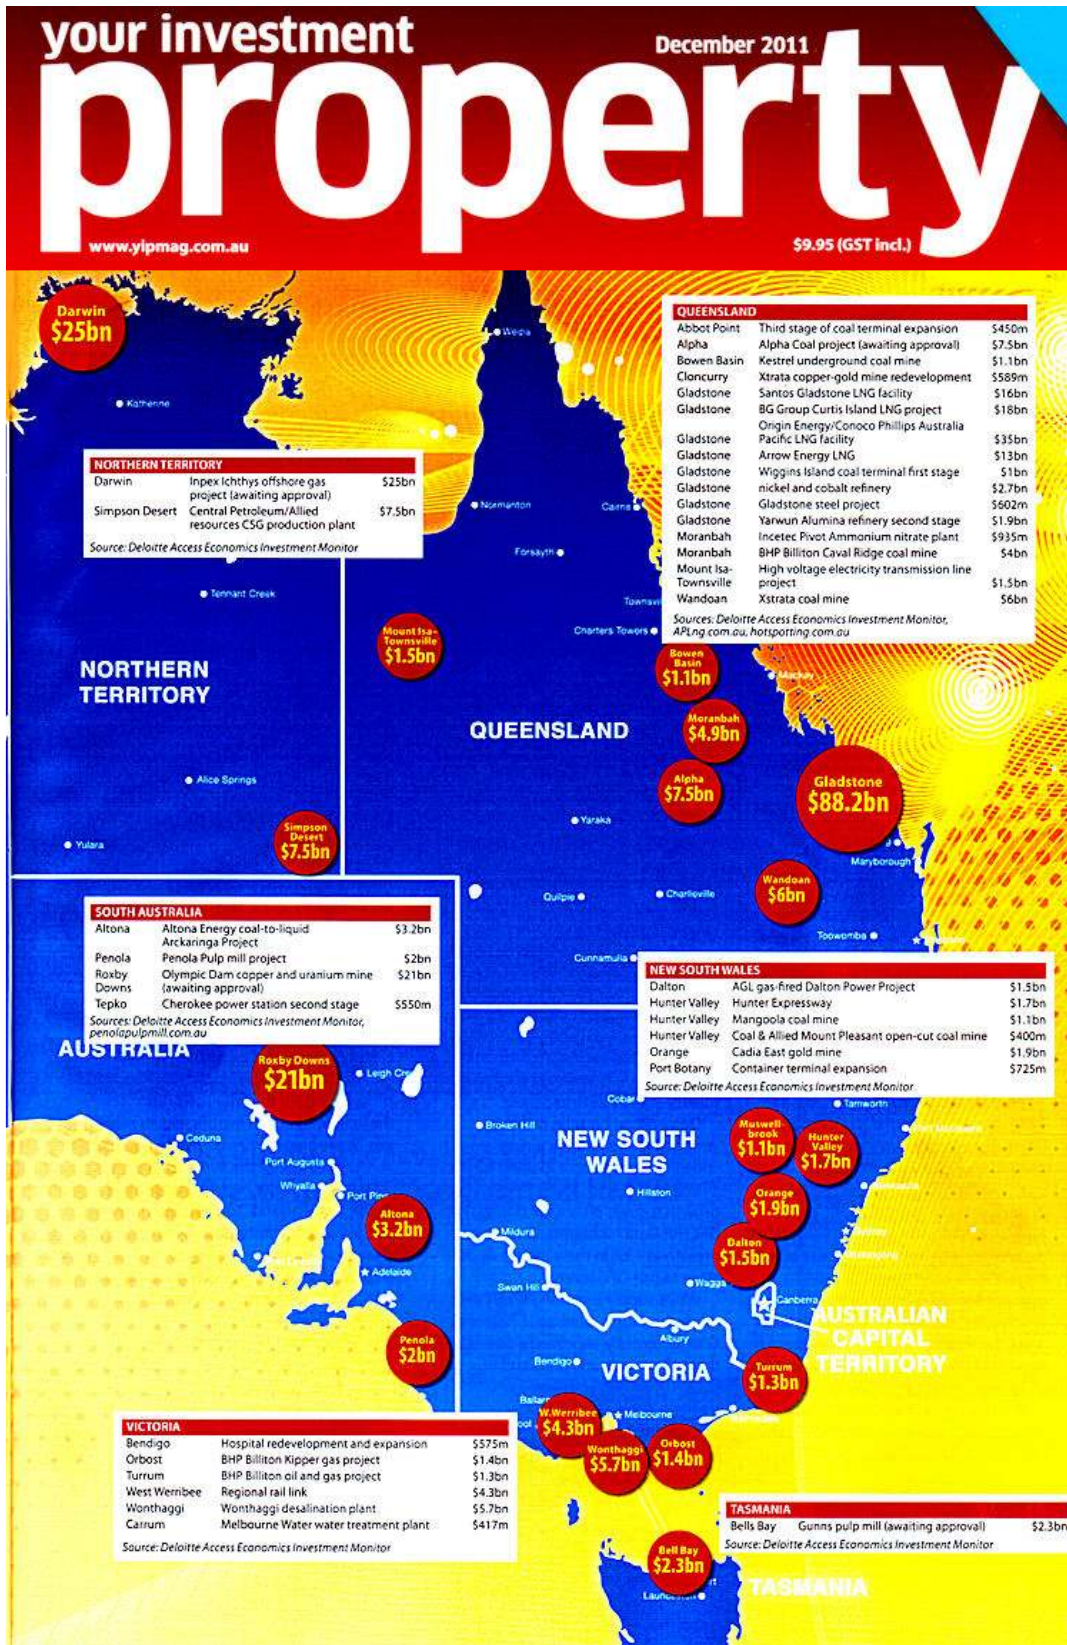 your investment
December 2011
property
www.yipmag.com.au
$9.95 (GST incl.)
Darwin
$25bn
Weipa
Katherine
QUEENSLAND
Abbot Point Third stage of coal terminal expansion $450m
Alpha Alpha Coal project (awaiting approval) $7.5bn
Bowen Basin Kestrel underground coal mine $1.1bn
Cloncurry Xtrata copper-gold mine redevelopment $589m
Gladstone Santos Gladstone LNG facility $16bn
Gladstone BG Group Curtis Island LNG project $18bn
Origin Energy/Conoco Phillips Australia
Gladstone Pacific LNG facility $35bn
Gladstone Arrow Energy LNG $13bn
Gladstone Wiggins Island coal terminal first stage $1bn
Gladstone nickel and cobalt refinery $2.7bn
Gladstone Gladstone steel project $602m
Gladstone Yarwun Alumina refinery second stage $1.9bn
Moranbah Incetec Pivot Ammonium nitrate plant $935m
Moranbah BHP Billiton Caval Ridge coal mine $4bn
Mount Isa- High voltage electricity transmission line
Townsville project $1.5bn
Wandoan Xstrata coal mine $6bn
Sources: Deloitte Access Economics Investment Monitor,
APLng.com.au, hotspotting.com.au
NORTHERN TERRITORY
Darwin Inpex Ichthys offshore gas $25bn
project (awaiting approval)
Simpson Desert Central Petroleum/Allied $7.5bn
resources CSG production plant
Source: Deloitte Access Economics Investment Monitor
Normanton
Cairns
Forsayth
Tennant Creek
Charters Towers
Mount Isa-
Townsville
$1.5bn
NORTHERN
TERRITORY
Bowen
Basin
$1.1bn
Mackay
QUEENSLAND
Moranbah
$4.9bn
Alice Springs
Alpha
$7.5bn
Gladstone
$88.2bn
Yaraka
Simpson
Desert
$7.5bn
Yulara
Maryborough
Wandoan
$6bn
Quilpie
Charlieville
Toowomba
Cunnamulla
SOUTH AUSTRALIA
Altona Altona Energy coal-to-liquid $3.2bn
Arckaringa Project
Penola Penola Pulp mill project $2bn
Roxby Olympic Dam copper and uranium mine $21bn
Downs (awaiting approval)
Tepko Cherokee power station second stage $550m
Sources: Deloitte Access Economics Investment Monitor,
penolapulpmill.com.au
AUSTRALIA
NEW SOUTH WALES
Dalton AGL gas-fired Dalton Power Project $1.5bn
Hunter Valley Hunter Expressway $1.7bn
Hunter Valley Mangoola coal mine $1.1bn
Hunter Valley Coal & Allied Mount Pleasant open-cut coal mine $400m
Orange Cadia East gold mine $1.9bn
Port Botany Container terminal expansion $725m
Source: Deloitte Access Economics Investment Monitor
Roxby Downs
$21bn
Leigh Cre
Cobar
Tamworth
Broken Hill
Ceduna
NEW SOUTH
WALES
Muswell-
brook
$1.1bn
Hunter
Valley
$1.7bn
Port Augusta
Whyalla
Port Pir
Hillston
Orange
$1.9bn
Altona
$3.2bn
Mildura
Dalton
$1.5bn
Adelaide
Swan Hill
Wagga
Canberra
AUSTRALIAN
CAPITAL
TERRITORY
Albury
Penola
$2bn
Bendigo
VICTORIA
Turrum
$1.3bn
Ballar
W.Werribee
$4.3bn
Melbourne
Wonthaggi
$5.7bn
Orbost
$1.4bn
VICTORIA
Bendigo Hospital redevelopment and expansion $575m
Orbost BHP Billiton Kipper gas project $1.4bn
Turrum BHP Billiton oil and gas project $1.3bn
West Werribee Regional rail link $4.3bn
Wonthaggi Wonthaggi desalination plant $5.7bn
Carrum Melbourne Water water treatment plant $417m
Source: Deloitte Access Economics Investment Monitor
TASMANIA
Bells Bay Gunns pulp mill (awaiting approval) $2.3bn
Source: Deloitte Access Economics Investment Monitor
Bell Bay
$2.3bn
TASMANIA